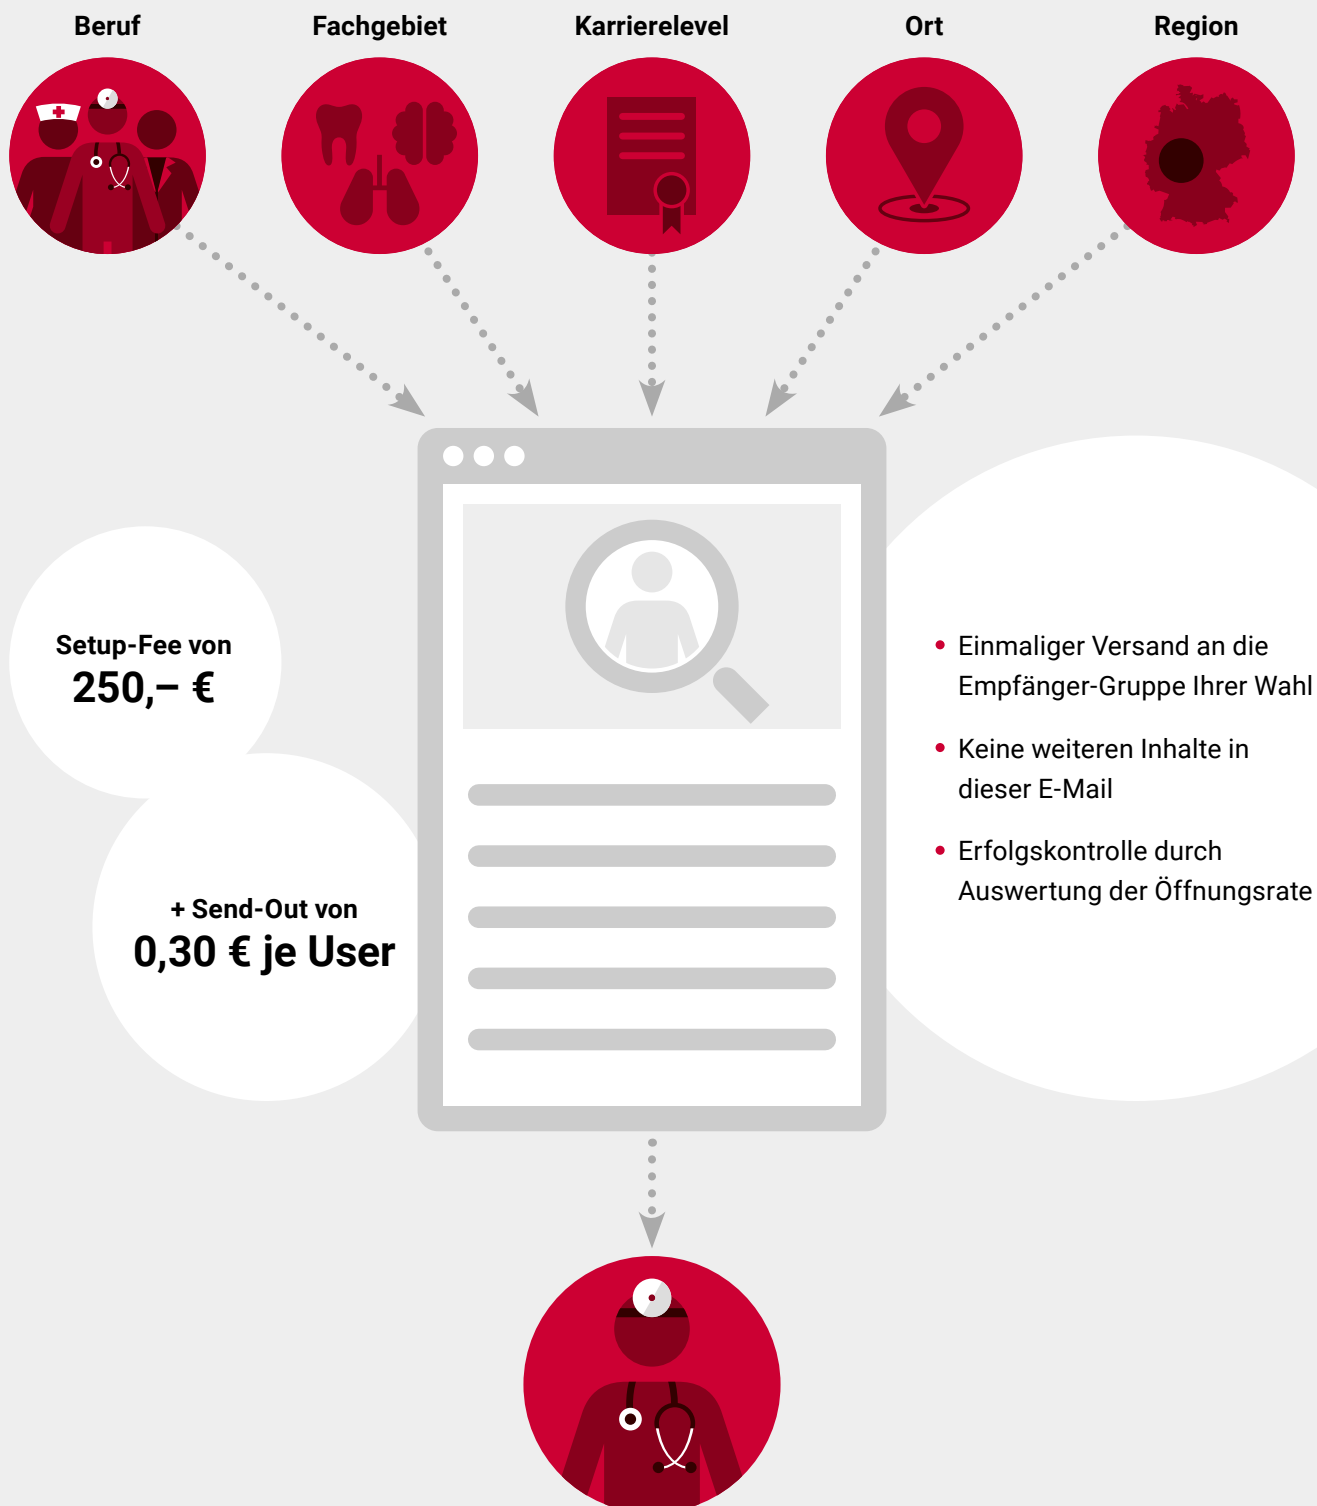 Beruf
Fachgebiet
Karrierelevel
Ort
Region
Setup-Fee von
250,– €
+ Send-Out von
0,30 € je User
• Einmaliger Versand an die
Empfänger-Gruppe Ihrer Wahl
• Keine weiteren Inhalte in
dieser E-Mail
• Erfolgskontrolle durch
Auswertung der Öffnungsrate